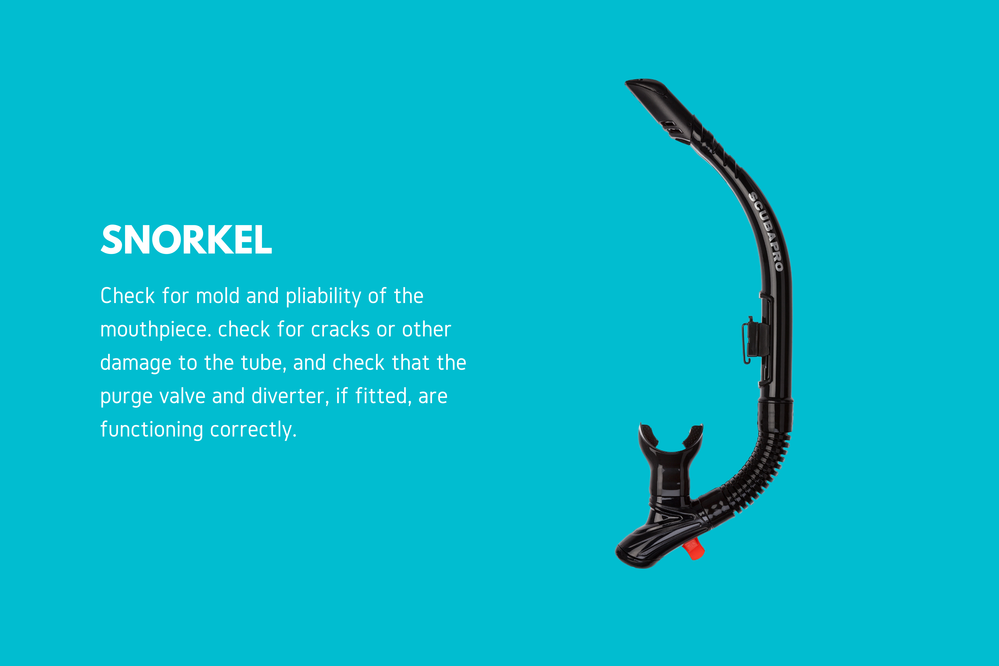 SNORKEL
Check for mold and pliability of the
mouthpiece. check for cracks or other
damage to the tube, and check that the
purge valve and diverter, if fitted, are
functioning correctly.
SCUBAPRO